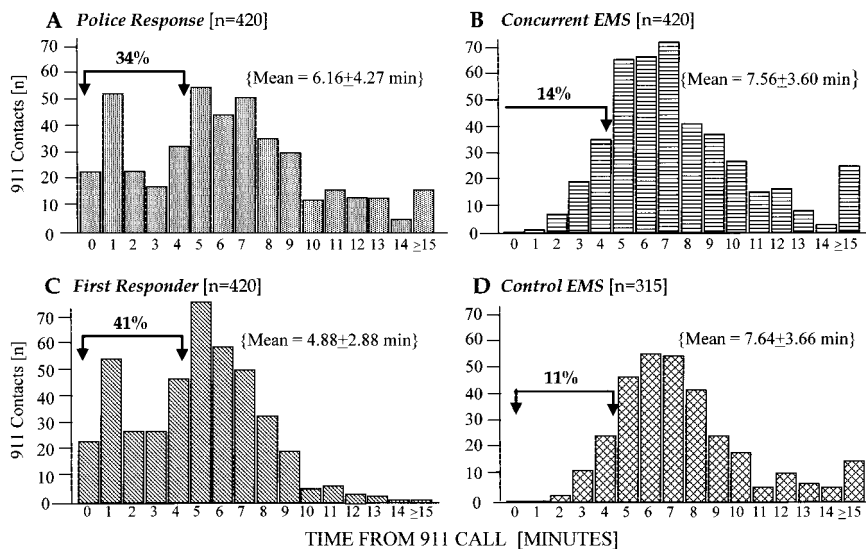 A Police Response [n=420]
911 Contacts [n]
70
60
50
40
30
20
10
0
34%
{Mean = 6.16±4.27 min}
0 1 2 3 4 5 6 7 8 9 10 11 12 13 14 ≥15
B Concurrent EMS [n=420]
70
60
50
40
30
20
10
0
14%
{Mean = 7.56±3.60 min}
0 1 2 3 4 5 6 7 8 9 10 11 12 13 14 ≥15
C First Responder [n=420]
911 Contacts [n]
70
60
50
40
30
20
10
0
41%
{Mean = 4.88±2.88 min}
0 1 2 3 4 5 6 7 8 9 10 11 12 13 14 ≥15
D Control EMS [n=315]
70
60
50
40
30
20
10
0
11%
{Mean = 7.64±3.66 min}
0 1 2 3 4 5 6 7 8 9 10 11 12 13 14 ≥15
TIME FROM 911 CALL [MINUTES]